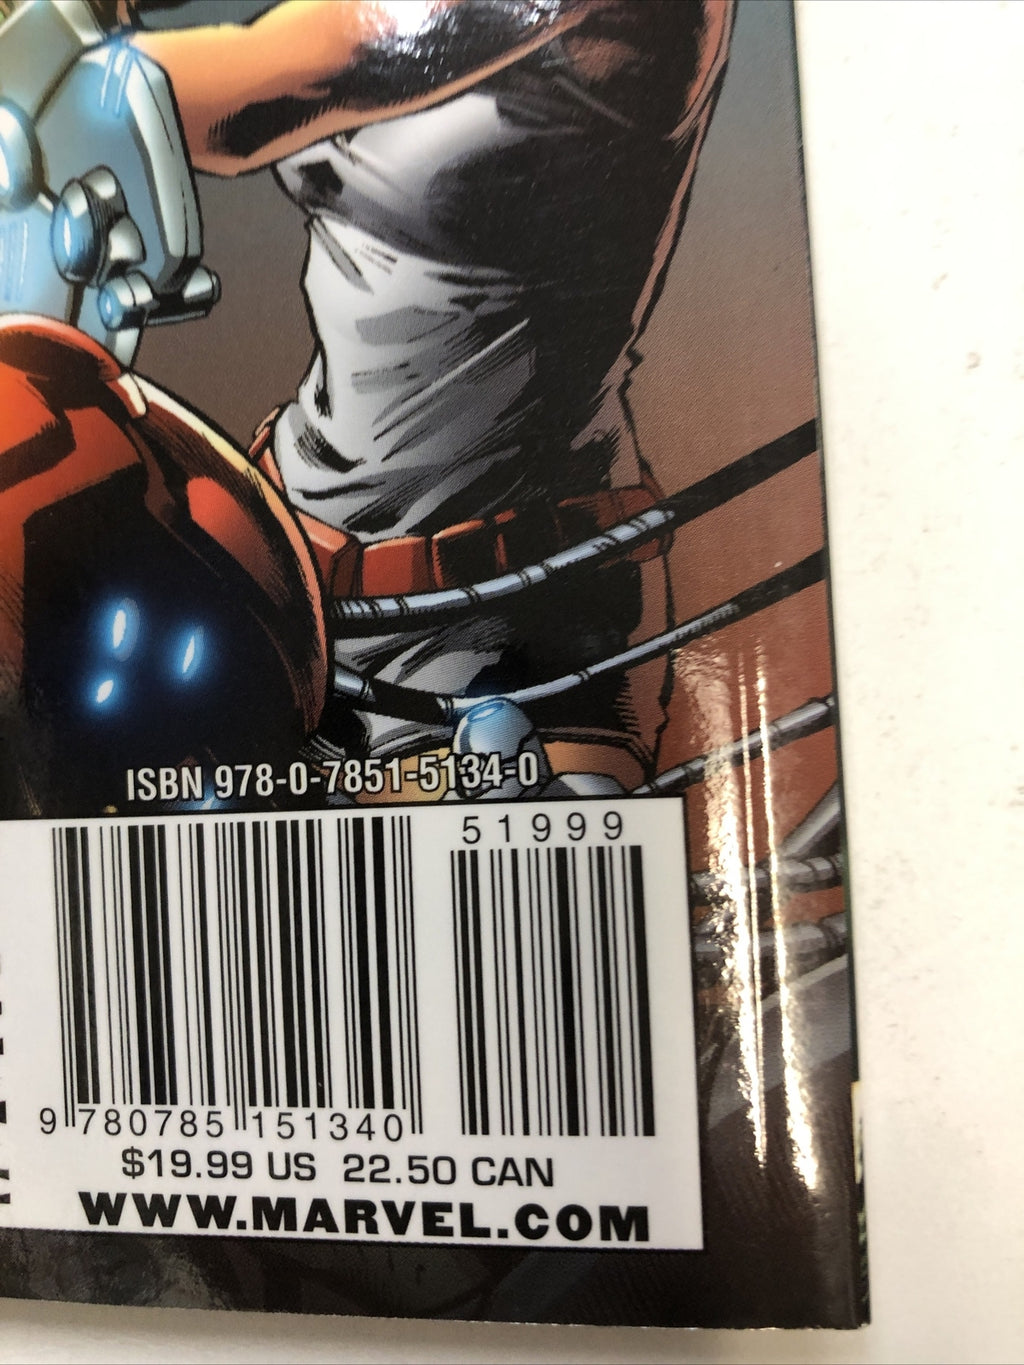 ISBN 978-0-7851-5134-0
51999
9 780785 151340
$19.99 US 22.50 CAN
WWW.MARVEL.COM